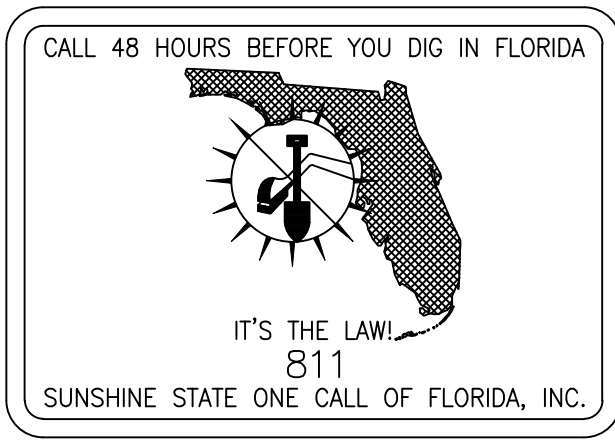 CALL 48 HOURS BEFORE YOU DIG IN FLORIDA
IT'S THE LAW!
811
SUNSHINE STATE ONE CALL OF FLORIDA, INC.